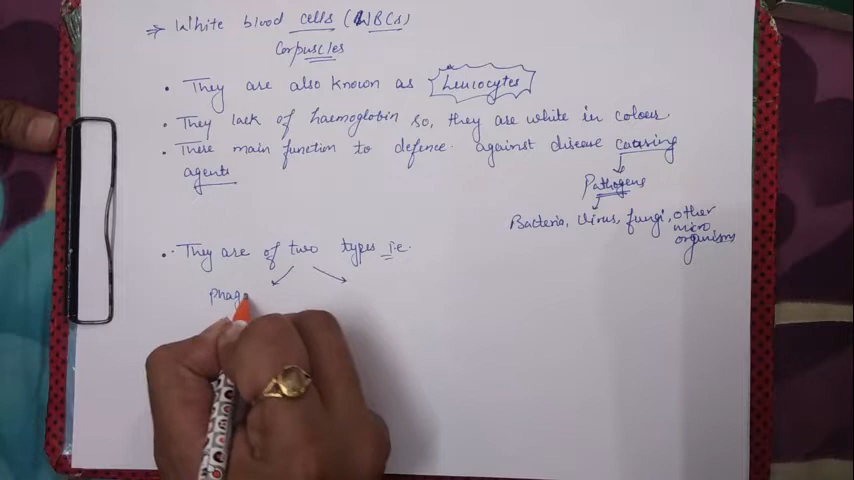 ⇒ White blood cells (WBCs)
Corpuscles
• They are also known as Leucocytes
• They lack of haemoglobin so, they are white in colour.
• There main function to defence against disease causing
agents
Pathogens
Bacteria, Virus, fungi, other
micro
organisms
• They are of two types i.e.
Phag